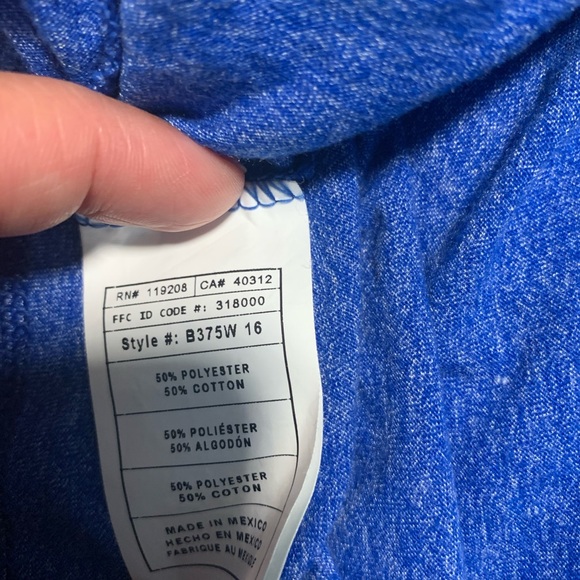 RN# 119208 CA# 40312
FFC ID CODE #: 318000
Style #: B375W 16
50% POLYESTER
50% COTTON
50% POLIÉSTER
50% ALGODÓN
50% POLYESTER
50% COTON
MADE IN MEXICO
HECHO EN MEXICO
FABRIQUE AU MEXIQUE